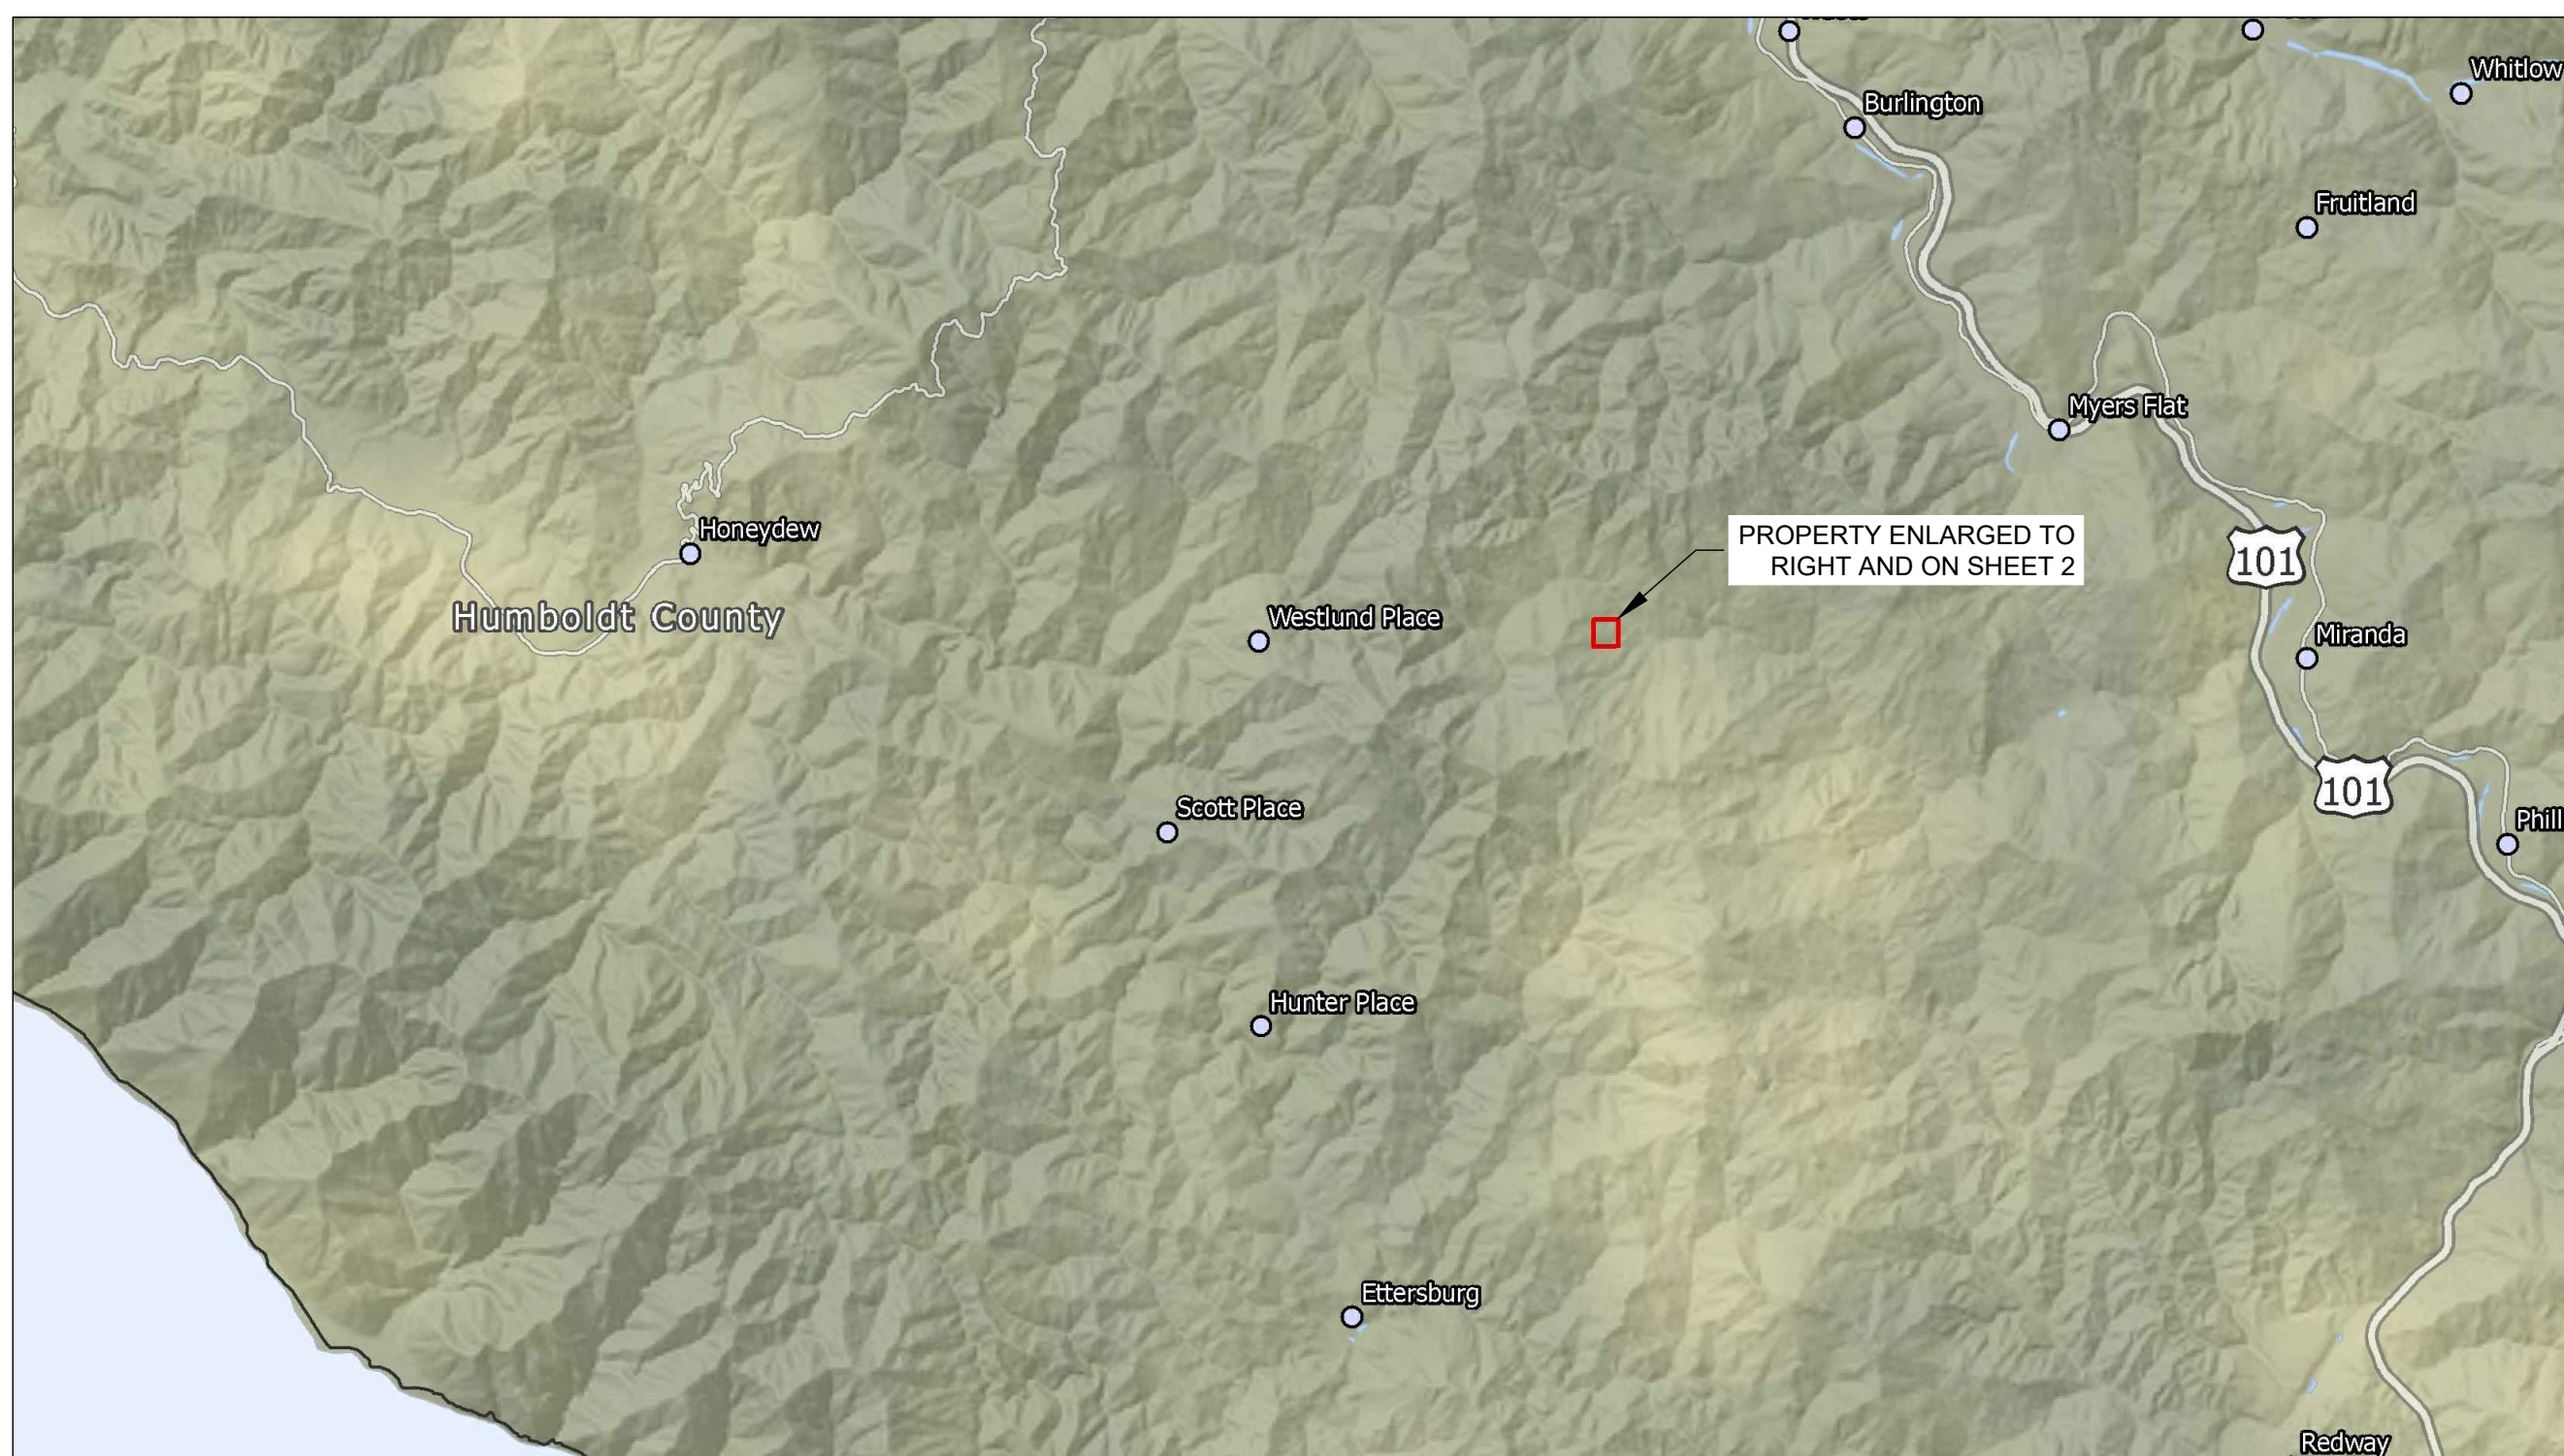 Whitlow
Burlington
Fruitland
Myers Flat
Honeydew
PROPERTY ENLARGED TO
RIGHT AND ON SHEET 2
101
Humboldt County
Westlund Place
Miranda
101
Scott Place
Phill
Hunter Place
Ettersburg
Redway